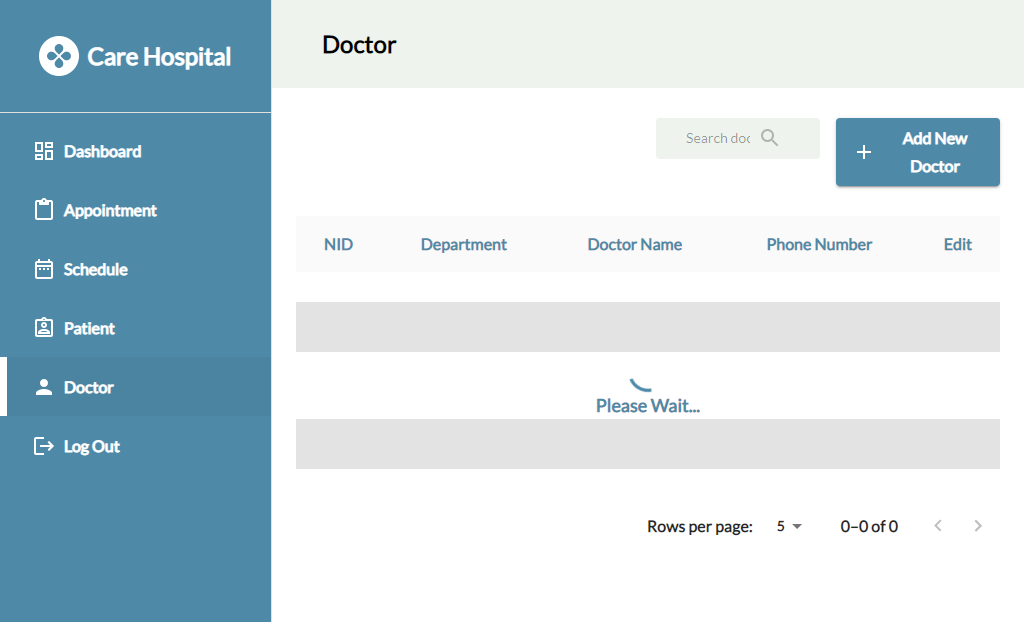 Care Hospital
Doctor
Dashboard
Appointment
Schedule
Patient
Doctor
Log Out
Search doc
Add New
Doctor
NID Department Doctor Name Phone Number Edit
Please Wait...
Rows per page: 5 0–0 of 0